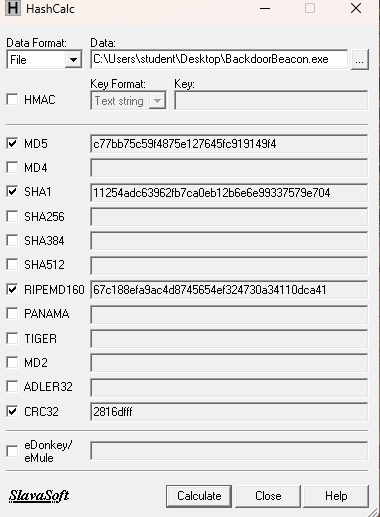 HashCalc
Data Format:
Data:
File
C:\Users\student\Desktop\BackdoorBeacon.exe
...
Key Format:
Key:
HMAC
Text string
MD5
c77bb75c59f4875e127645fc919149f4
MD4
SHA1
11254adc63962fb7ca0eb12b6e6e99337579e704
SHA256
SHA384
SHA512
RIPEMD160
67c188efa9ac4d8745654ef324730a34110dca41
PANAMA
TIGER
MD2
ADLER32
CRC32
2816dfff
eDonkey/
eMule
SlavaSoft
Calculate
Close
Help